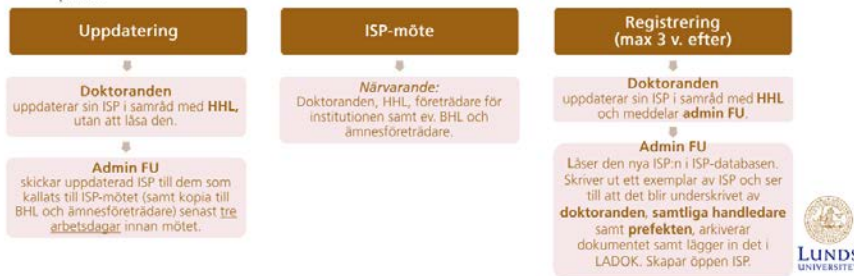 Uppdatering
Doktoranden
uppdaterar sin ISP i samråd med HHL,
utan att låsa den.
Admin FU
skickar uppdaterad ISP till dem som
kallats till ISP-mötet (samt kopia till
BHL och ämnesföreträdare) senast tre
arbetsdagar innan mötet.
ISP-möte
Närvarande:
Doktoranden, HHL, företrädare för
institutionen samt ev. BHL och
ämnesföreträdare.
Registrering
(max 3 v. efter)
Doktoranden
uppdaterar sin ISP i samråd med HHL
och meddelar admin FU.
Admin FU
Låser den nya ISP:n i ISP-databasen.
Skriver ut ett exemplar av ISP och ser
till att det blir underskrivet av
doktoranden, samtliga handledare
samt prefekten, arkiverar
dokumentet samt lägger in det i
LADOK. Skapar öppen ISP.
LUNDS
UNIVERSITET